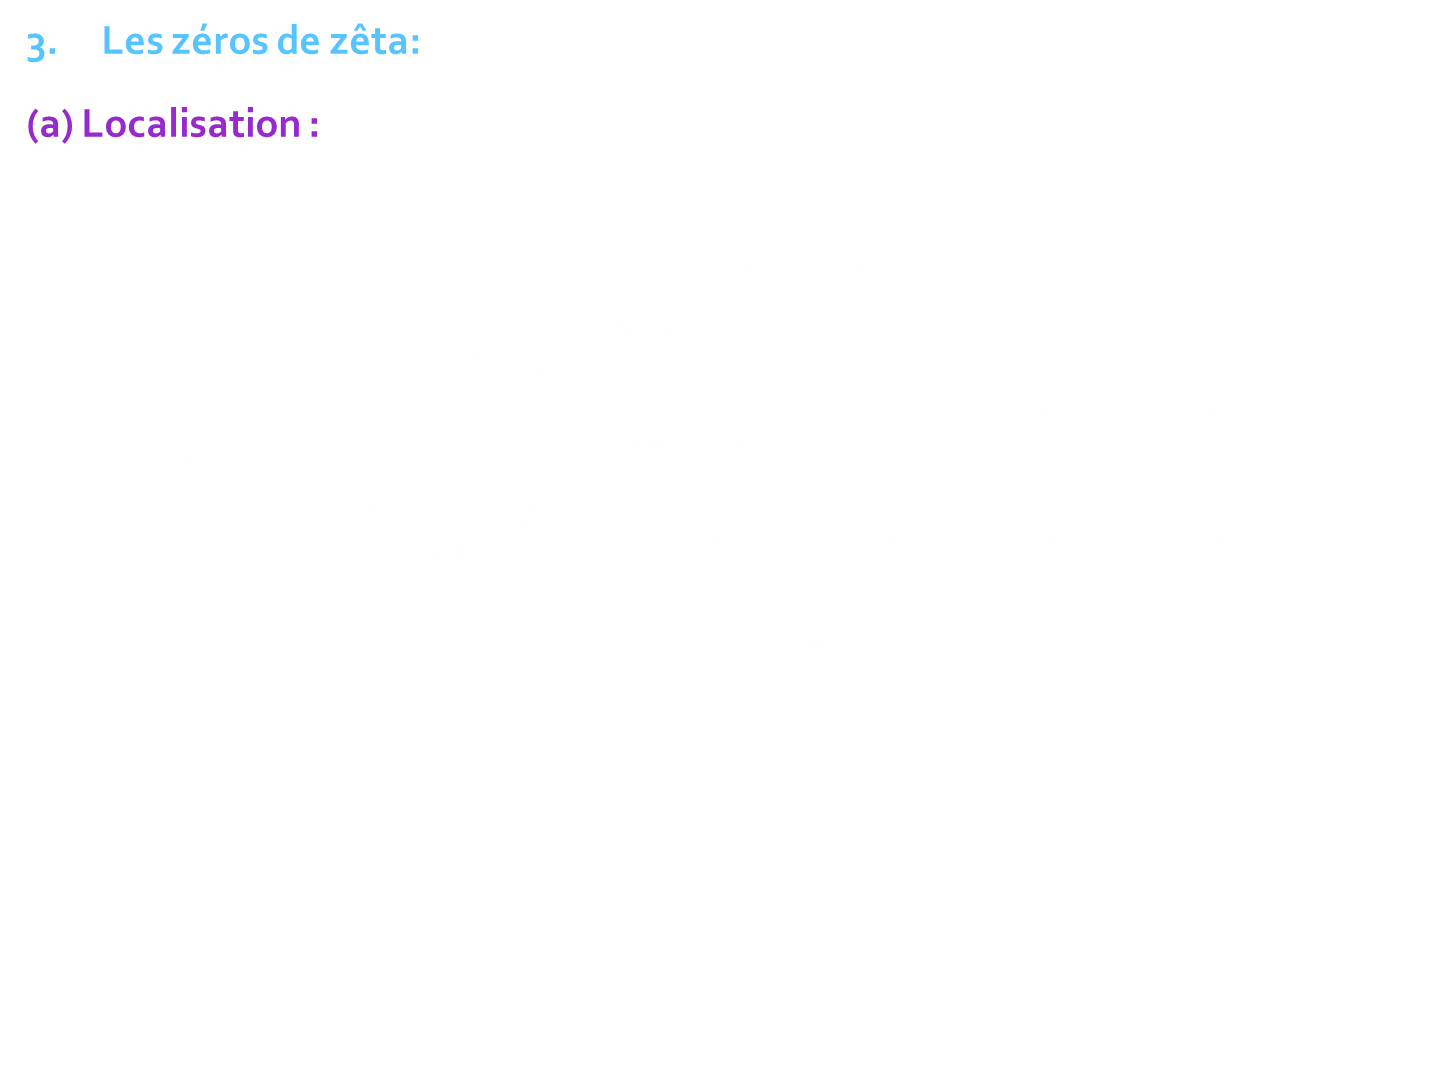 3. Les zéros de zêta:
(a) Localisation :